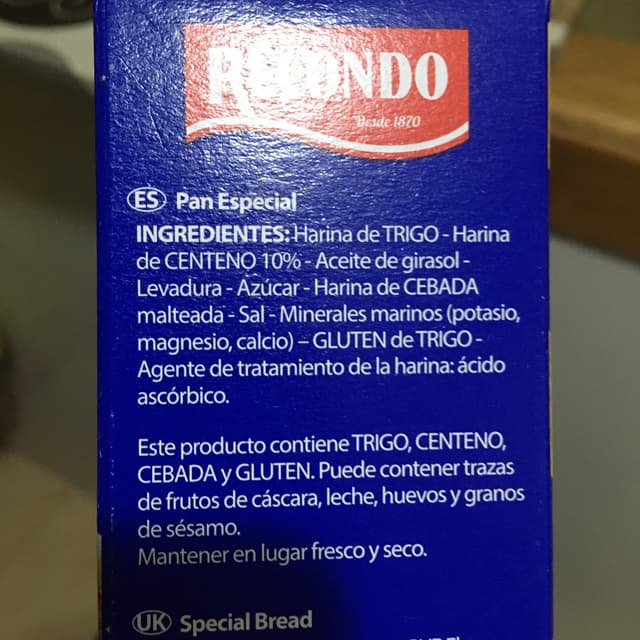 Desde 1870
ES Pan Especial
INGREDIENTES: Harina de TRIGO - Harina
de CENTENO 10% - Aceite de girasol -
Levadura - Azúcar - Harina de CEBADA
malteada - Sal - Minerales marinos (potasio,
magnesio, calcio) – GLUTEN de TRIGO -
Agente de tratamiento de la harina: ácido
ascórbico.
Este producto contiene TRIGO, CENTENO,
CEBADA y GLUTEN. Puede contener trazas
de frutos de cáscara, leche, huevos y granos
de sésamo.
Mantener en lugar fresco y seco.
UK Special Bread